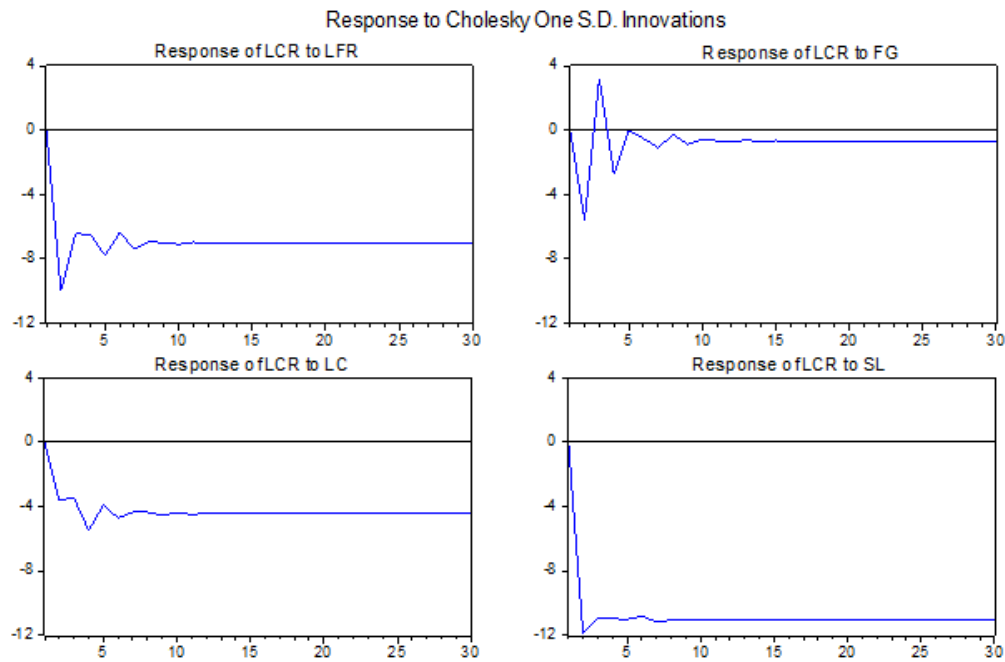 Response to Cholesky One S.D. Innovations
Response of LCR to LFR
4
0
-4
-8
-12
5 10 15 20 25 30
Response of LCR to FG
4
0
-4
-8
-12
5 10 15 20 25 30
Response of LCR to LC
4
0
-4
-8
-12
5 10 15 20 25 30
Response of LCR to SL
4
0
-4
-8
-12
5 10 15 20 25 30